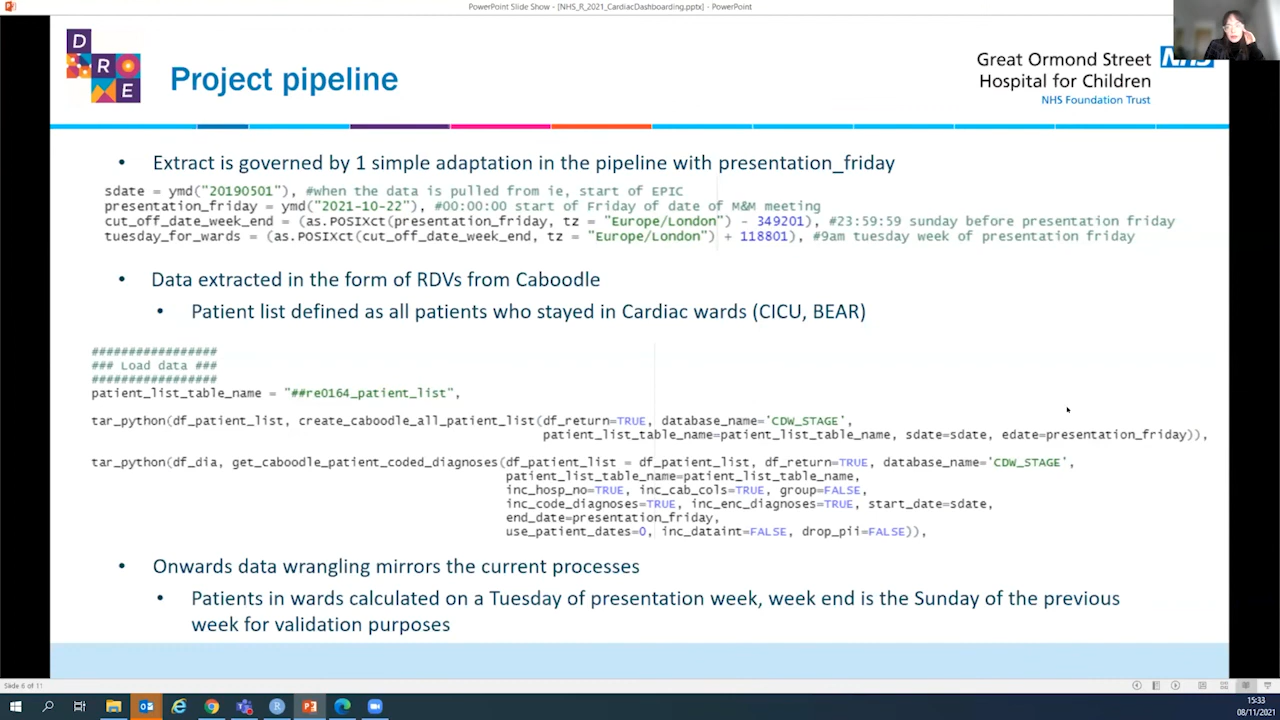 PowerPoint Slide Show - [NHS_R_2021_CardiacDashboarding.pptx] - PowerPoint
D
R
E
Project pipeline
Great Ormond Street
Hospital for Children
NHS Foundation Trust
NHS
• Extract is governed by 1 simple adaptation in the pipeline with presentation_friday
sdate = ymd("20190501"), #when the data is pulled from ie, start of EPIC
presentation_friday = ymd("2021-10-22"), #00:00:00 start of Friday of date of M&M meeting
cut_off_date_week_end = (as.POSIXct(presentation_friday, tz = "Europe/London") - 349201), #23:59:59 sunday before presentation friday
tuesday_for_wards = (as.POSIXct(cut_off_date_week_end, tz = "Europe/London") + 118801), #9am tuesday week of presentation friday
• Data extracted in the form of RDVs from Caboodle
• Patient list defined as all patients who stayed in Cardiac wards (CICU, BEAR)
#################
### Load data ###
#################
patient_list_table_name = "##re0164_patient_list",
tar_python(df_patient_list, create_caboodle_all_patient_list(df_return=TRUE, database_name='CDW_STAGE',
patient_list_table_name=patient_list_table_name, sdate=sdate, edate=presentation_friday)),
tar_python(df_dia, get_caboodle_patient_coded_diagnoses(df_patient_list = df_patient_list, df_return=TRUE, database_name='CDW_STAGE',
patient_list_table_name=patient_list_table_name,
inc_hosp_no=TRUE, inc_cab_cols=TRUE, group=FALSE,
inc_code_diagnoses=TRUE, inc_enc_diagnoses=TRUE, start_date=sdate,
end_date=presentation_friday,
use_patient_dates=0, inc_dataint=FALSE, drop_pii=FALSE)),
• Onwards data wrangling mirrors the current processes
• Patients in wards calculated on a Tuesday of presentation week, week end is the Sunday of the previous
week for validation purposes
Slide 6 of 11
15:33
08/11/2021